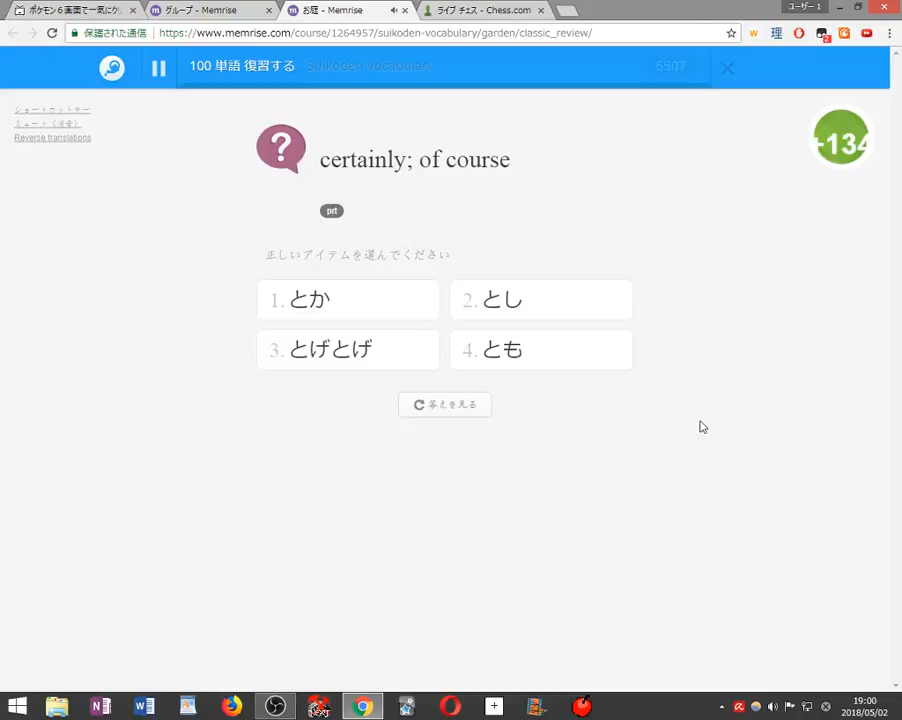 ポケモン６画面で一気にクリ
グループ - Memrise
お庭 - Memrise
ライブ チェス - Chess.com
ユーザー 1
保護された通信
https://www.memrise.com/course/1264957/suikoden-vocabulary/garden/classic_review/
100 単語 復習する
Suikoden Vocabulary
6507
ショートカットキー
ミュート（消音）
Reverse translations
certainly; of course
+134
prt
正しいアイテムを選んでください
1. とか
2. とし
3. とげとげ
4. とも
答えを見る
19:00
2018/05/02